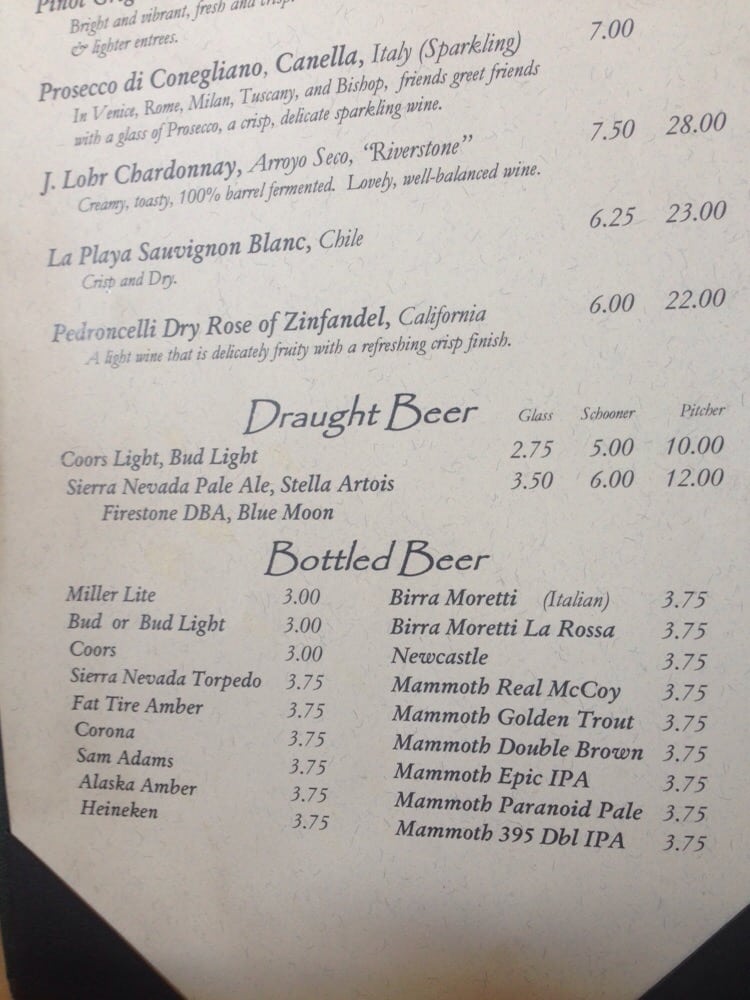 Pinot Grig
Bright and vibrant, fresh and crisp.
& lighter entrees.
Prosecco di Conegliano, Canella, Italy (Sparkling) 7.00
In Venice, Rome, Milan, Tuscany, and Bishop, friends greet friends
with a glass of Prosecco, a crisp, delicate sparkling wine.
J. Lohr Chardonnay, Arroyo Seco, "Riverstone" 7.50 28.00
Creamy, toasty, 100% barrel fermented. Lovely, well-balanced wine.
La Playa Sauvignon Blanc, Chile 6.25 23.00
Crisp and Dry.
Pedroncelli Dry Rose of Zinfandel, California 6.00 22.00
A light wine that is delicately fruity with a refreshing crisp finish.
Draught Beer Glass Schooner Pitcher
Coors Light, Bud Light 2.75 5.00 10.00
Sierra Nevada Pale Ale, Stella Artois 3.50 6.00 12.00
Firestone DBA, Blue Moon
Bottled Beer
Miller Lite 3.00
Bud or Bud Light 3.00
Coors 3.00
Sierra Nevada Torpedo 3.75
Fat Tire Amber 3.75
Corona 3.75
Sam Adams 3.75
Alaska Amber 3.75
Heineken 3.75
Birra Moretti (Italian) 3.75
Birra Moretti La Rossa 3.75
Newcastle 3.75
Mammoth Real McCoy 3.75
Mammoth Golden Trout 3.75
Mammoth Double Brown 3.75
Mammoth Epic IPA 3.75
Mammoth Paranoid Pale 3.75
Mammoth 395 Dbl IPA 3.75